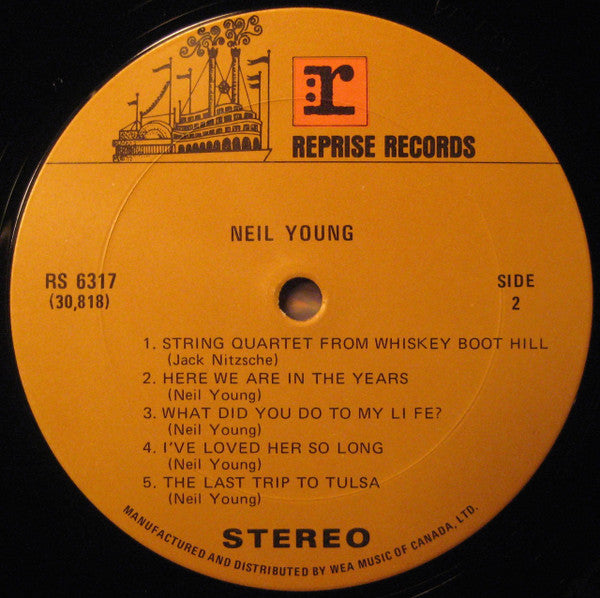 r
REPRISE RECORDS
NEIL YOUNG
RS 6317
(30,818)
SIDE
2
1. STRING QUARTET FROM WHISKEY BOOT HILL
(Jack Nitzsche)
2. HERE WE ARE IN THE YEARS
(Neil Young)
3. WHAT DID YOU DO TO MY LI FE?
(Neil Young)
4. I'VE LOVED HER SO LONG
(Neil Young)
5. THE LAST TRIP TO TULSA
(Neil Young)
STEREO
MANUFACTURED AND DISTRIBUTED BY WEA MUSIC OF CANADA, LTD.